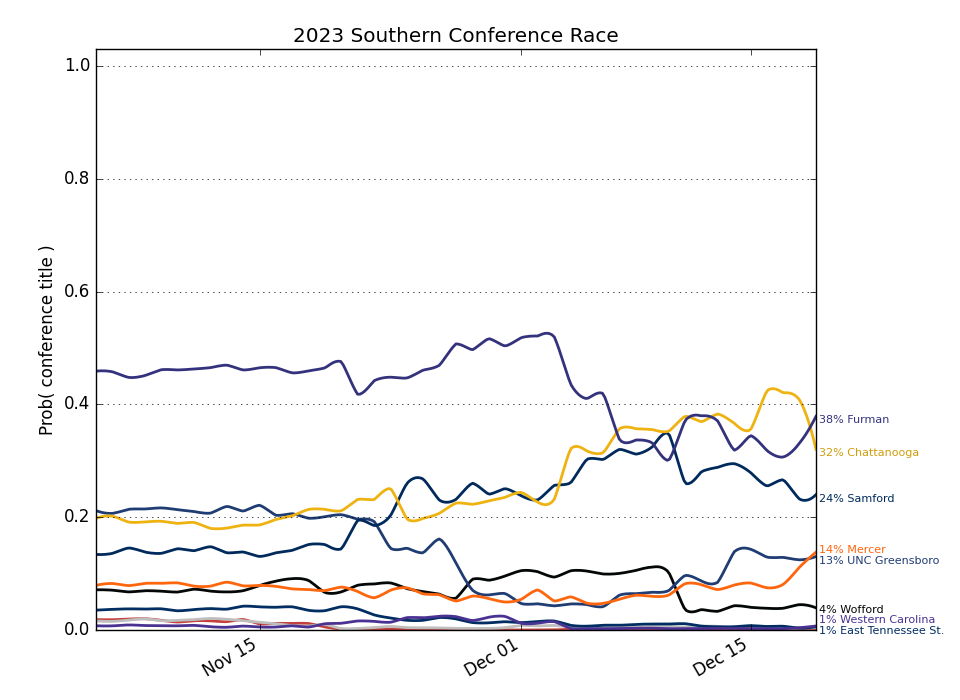 2023 Southern Conference Race
Prob( conference title )
1.0
0.8
0.6
0.4
0.2
0.0
Nov 15
Dec 01
Dec 15
38% Furman
32% Chattanooga
24% Samford
14% Mercer
13% UNC Greensboro
4% Wofford
1% Western Carolina
1% East Tennessee St.